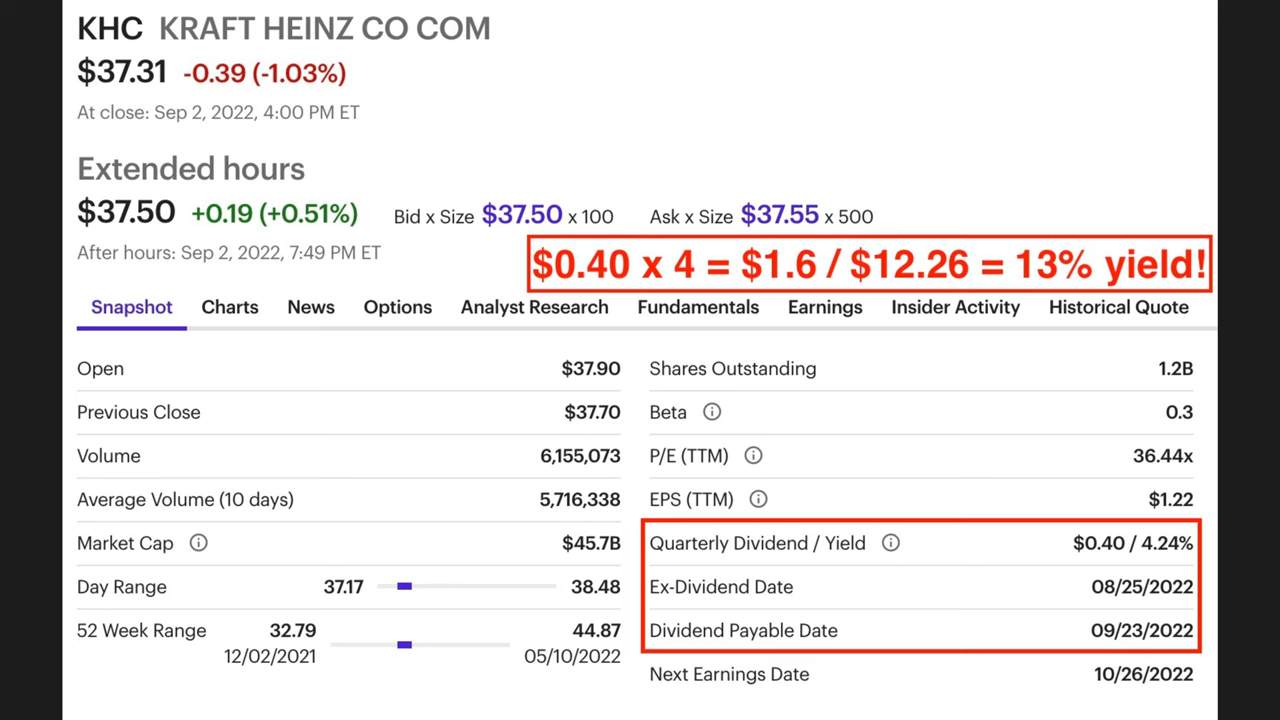 KHC KRAFT HEINZ CO COM
$37.31 -0.39 (-1.03%)
At close: Sep 2, 2022, 4:00 PM ET
Extended hours
$37.50 +0.19 (+0.51%) Bid x Size $37.50 x 100 Ask x Size $37.55 x 500
After hours: Sep 2, 2022, 7:49 PM ET
$0.40 x 4 = $1.6 / $12.26 = 13% yield!
Snapshot Charts News Options Analyst Research Fundamentals Earnings Insider Activity Historical Quote
Open $37.90
Previous Close $37.70
Volume 6,155,073
Average Volume (10 days) 5,716,338
Market Cap $45.7B
Day Range 37.17 38.48
52 Week Range 32.79 44.87
12/02/2021 05/10/2022
Shares Outstanding 1.2B
Beta 0.3
P/E (TTM) 36.44x
EPS (TTM) $1.22
Quarterly Dividend / Yield $0.40 / 4.24%
Ex-Dividend Date 08/25/2022
Dividend Payable Date 09/23/2022
Next Earnings Date 10/26/2022